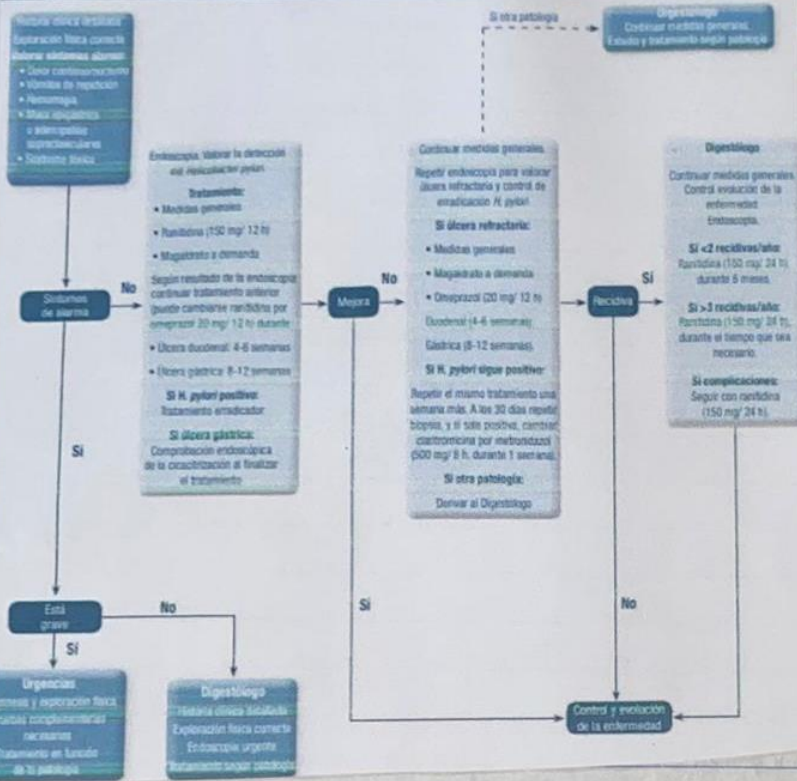 Historia clínica detallada
Exploración física correcta
Valorar síntomas alarma:
• Dolor continuo/nocturno
• Vómitos de repetición
• Hemorragia
• Masa epigástrica
o adenopatías
supraclaviculares
• Síndrome tóxico
Síntomas
de alarma
No
Sí
Está
grave
No
Sí
Urgencias
y exploración física
complementarias
necesarias
Tratamiento en función
de la patología
Digestólogo
Historia clínica detallada
Exploración física correcta
Endoscopia urgente
Tratamiento según patología
Endoscopia. Valorar la detección
del Helicobacter pylori.
Tratamiento:
• Medidas generales
• Ranitidina (150 mg/ 12 h)
• Magaldrato a demanda
Según resultado de la endoscopia
continuar tratamiento anterior
(puede cambiarse ranitidina por
omeprazol 20 mg/ 12 h) durante
• Úlcera duodenal: 4-6 semanas
• Úlcera gástrica: 8-12 semanas
Si H. pylori positivo:
Tratamiento erradicador
Si úlcera gástrica:
Comprobación endoscópica
de la cicacitrización al finalizar
el tratamiento
Mejora
No
Sí
Continuar medidas generales.
Repetir endoscopia para valorar
úlcera refractaria y control de
erradicación H. pylori.
Si úlcera refractaria:
• Medidas generales
• Magaldrato a demanda
• Omeprazol (20 mg/ 12 h)
Duodenal (4-6 semanas)
Gástrica (8-12 semanas).
Si H. pylori sigue positivo:
Repetir el mismo tratamiento una
semana más. A los 30 días repetir
biopsia, y si sale positiva, cambiar
claritromicina por metronidazol
(500 mg/ 8 h, durante 1 semana).
Si otra patología:
Derivar al Digestólogo
Si otra patología
Digestólogo
Continuar medidas generales.
Estudio y tratamiento según patología
Recidiva
Sí
No
Digestólogo
Continuar medidas generales
Control evolución de la
enfermedad
Endoscopia.
Si <2 recidivas/año:
Ranitidina (150 mg/ 24 h),
durante 6 meses.
Si >3 recidivas/año:
Ranitidina (150 mg/ 24 h),
durante el tiempo que sea
necesario.
Si complicaciones:
Seguir con ranitidina
(150 mg/ 24 h).
Control y evolución
de la enfermedad